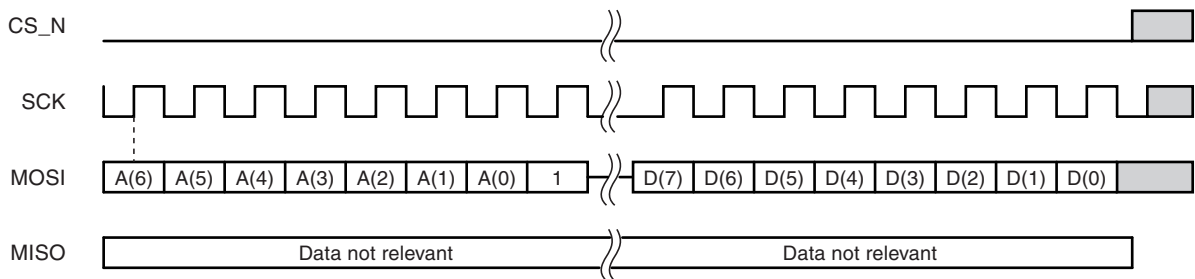 CS_N
SCK
MOSI A(6) A(5) A(4) A(3) A(2) A(1) A(0) 1 D(7) D(6) D(5) D(4) D(3) D(2) D(1) D(0)
MISO Data not relevant Data not relevant